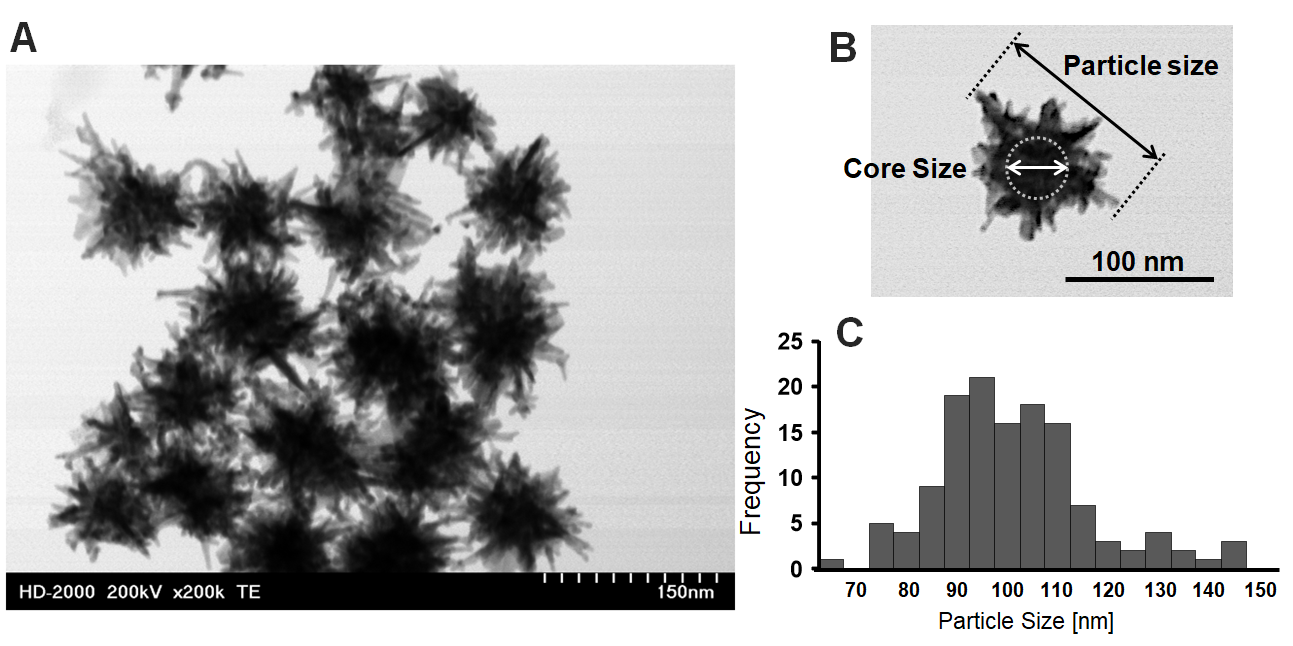 A
HD-2000 200kV x200k TE
150nm
B
Particle size
Core Size
100 nm
C
25
20
15
10
5
0
Frequency
70 80 90 100 110 120 130 140 150
Particle Size [nm]